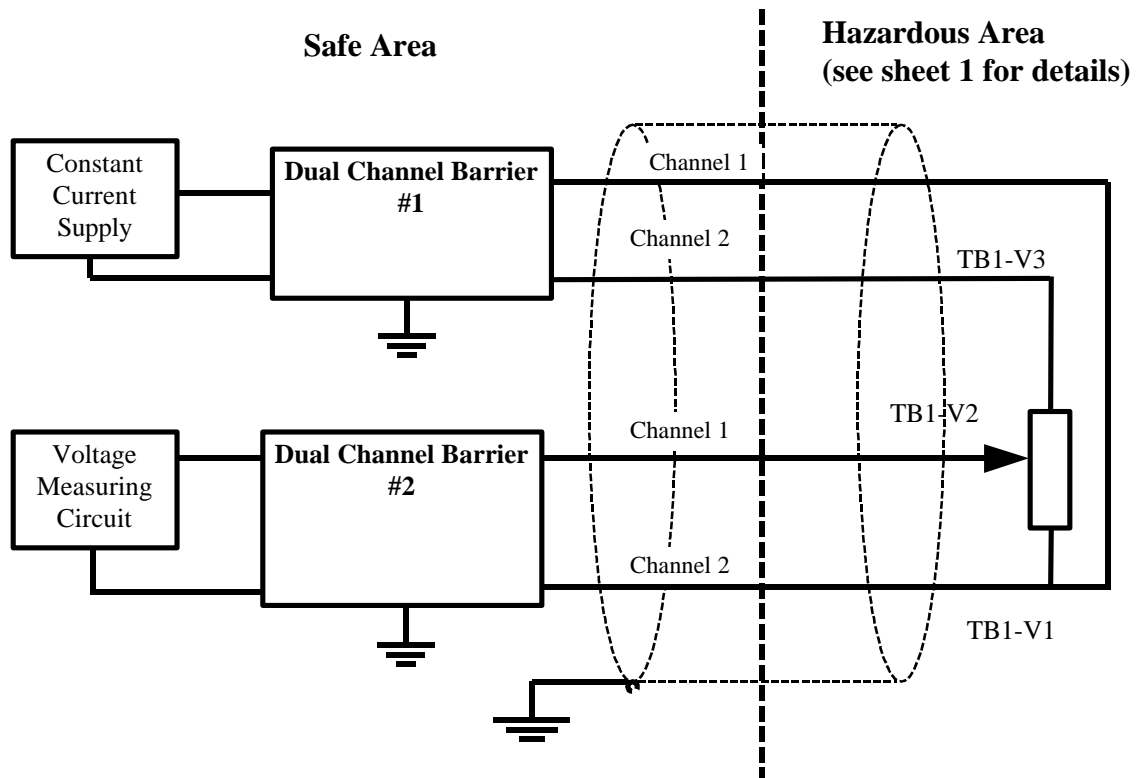 Safe Area
Hazardous Area
(see sheet 1 for details)
Constant
Current
Supply
Dual Channel Barrier
#1
Channel 1
Channel 2
TB1-V3
Voltage
Measuring
Circuit
Dual Channel Barrier
#2
Channel 1
TB1-V2
Channel 2
TB1-V1